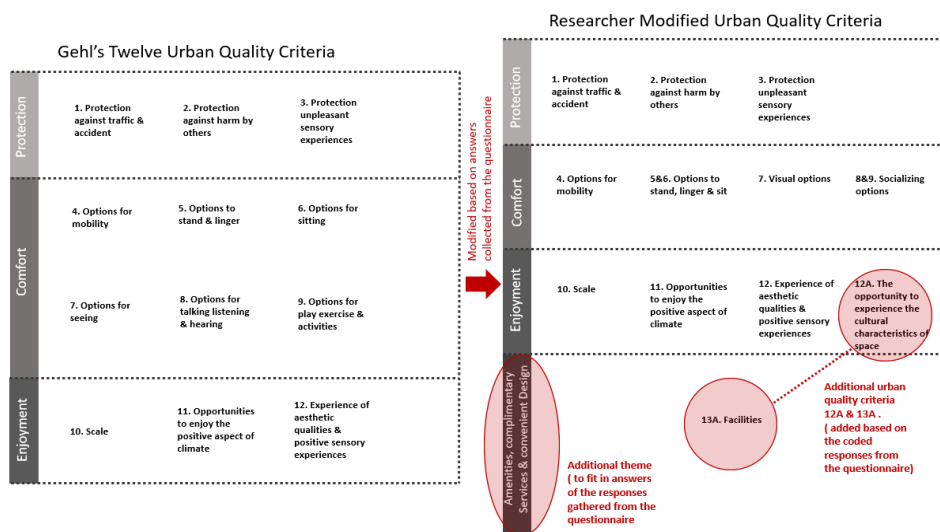 Gehl's Twelve Urban Quality Criteria
Protection
1. Protection
against traffic &
accident
2. Protection
against harm by
others
3. Protection
unpleasant
sensory
experiences
Comfort
4. Options for
mobility
5. Options to
stand & linger
6. Options for
sitting
7. Options for
seeing
8. Options for
talking listening
& hearing
9. Options for
play exercise &
activities
Enjoyment
10. Scale
11. Opportunities
to enjoy the
positive aspect of
climate
12. Experience of
aesthetic
qualities &
positive sensory
experiences
Modified based on answers
collected from the questionnaire
Researcher Modified Urban Quality Criteria
Protection
1. Protection
against traffic &
accident
2. Protection
against harm by
others
3. Protection
unpleasant
sensory
experiences
Comfort
4. Options for
mobility
5&6. Options to
stand, linger & sit
7. Visual options
8&9. Socializing
options
Enjoyment
10. Scale
11. Opportunities
to enjoy the
positive aspect of
climate
12. Experience of
aesthetic
qualities &
positive sensory
experiences
12A. The
opportunity to
experience the
cultural
characteristics of
space
Amenities, complimentary
Services & convenient Design
13A. Facilities
Additional theme
( to fit in answers
of the responses
gathered from the
questionnaire
Additional urban
quality criteria
12A & 13A .
( added based on
the coded
responses from
the questionnaire)